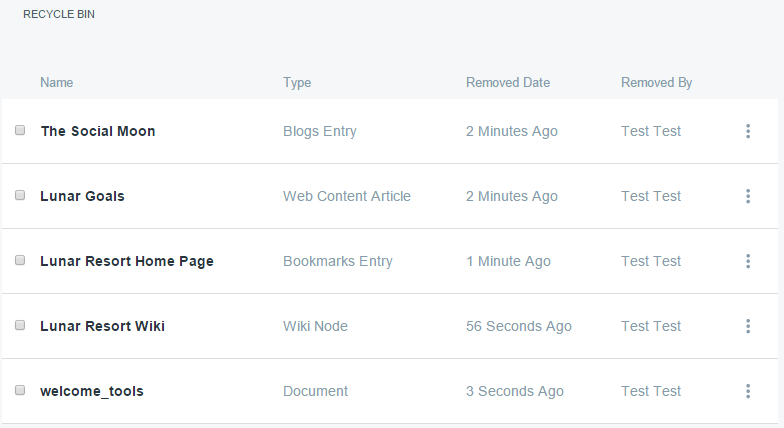 RECYCLE BIN
Name Type Removed Date Removed By
The Social Moon Blogs Entry 2 Minutes Ago Test Test
Lunar Goals Web Content Article 2 Minutes Ago Test Test
Lunar Resort Home Page Bookmarks Entry 1 Minute Ago Test Test
Lunar Resort Wiki Wiki Node 56 Seconds Ago Test Test
welcome_tools Document 3 Seconds Ago Test Test